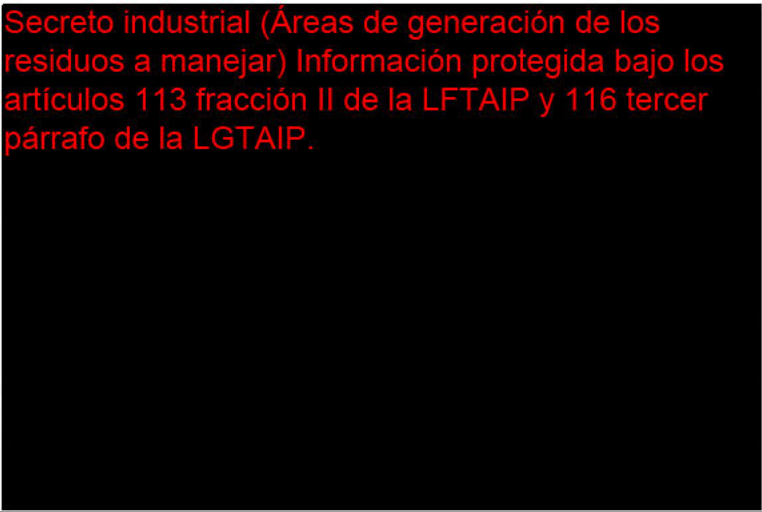 Secreto industrial (Áreas de generación de los
residuos a manejar) Información protegida bajo los
artículos 113 fracción II de la LFTAIP y 116 tercer
párrafo de la LGTAIP.